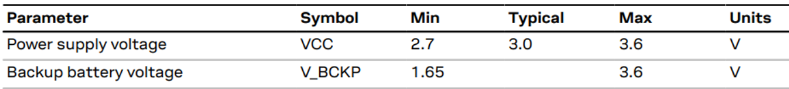 Parameter Symbol Min Typical Max Units
Power supply voltage VCC 2.7 3.0 3.6 V
Backup battery voltage V_BCKP 1.65 3.6 V